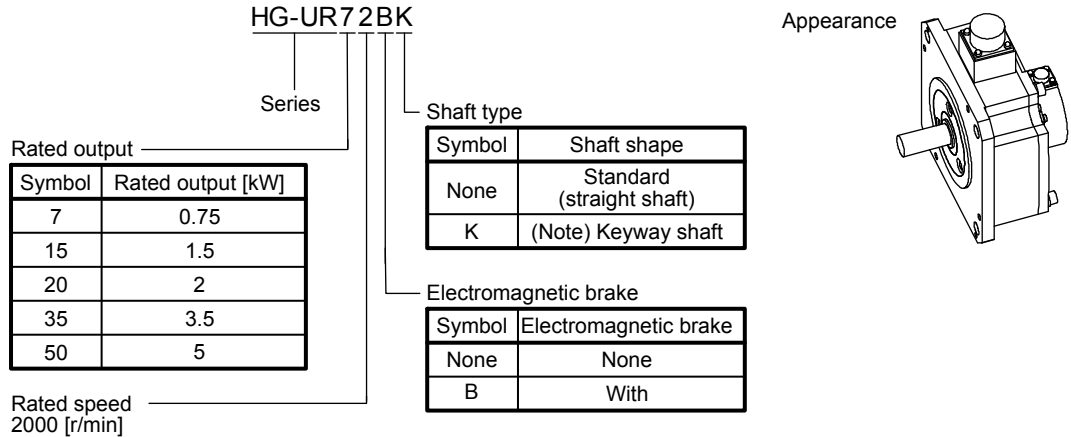 HG-UR72BK
Appearance
Series
Shaft type
Symbol Shaft shape
None Standard
(straight shaft)
K (Note) Keyway shaft
Rated output
Symbol Rated output [kW]
7 0.75
15 1.5
20 2
35 3.5
50 5
Electromagnetic brake
Symbol Electromagnetic brake
None None
B With
Rated speed
2000 [r/min]